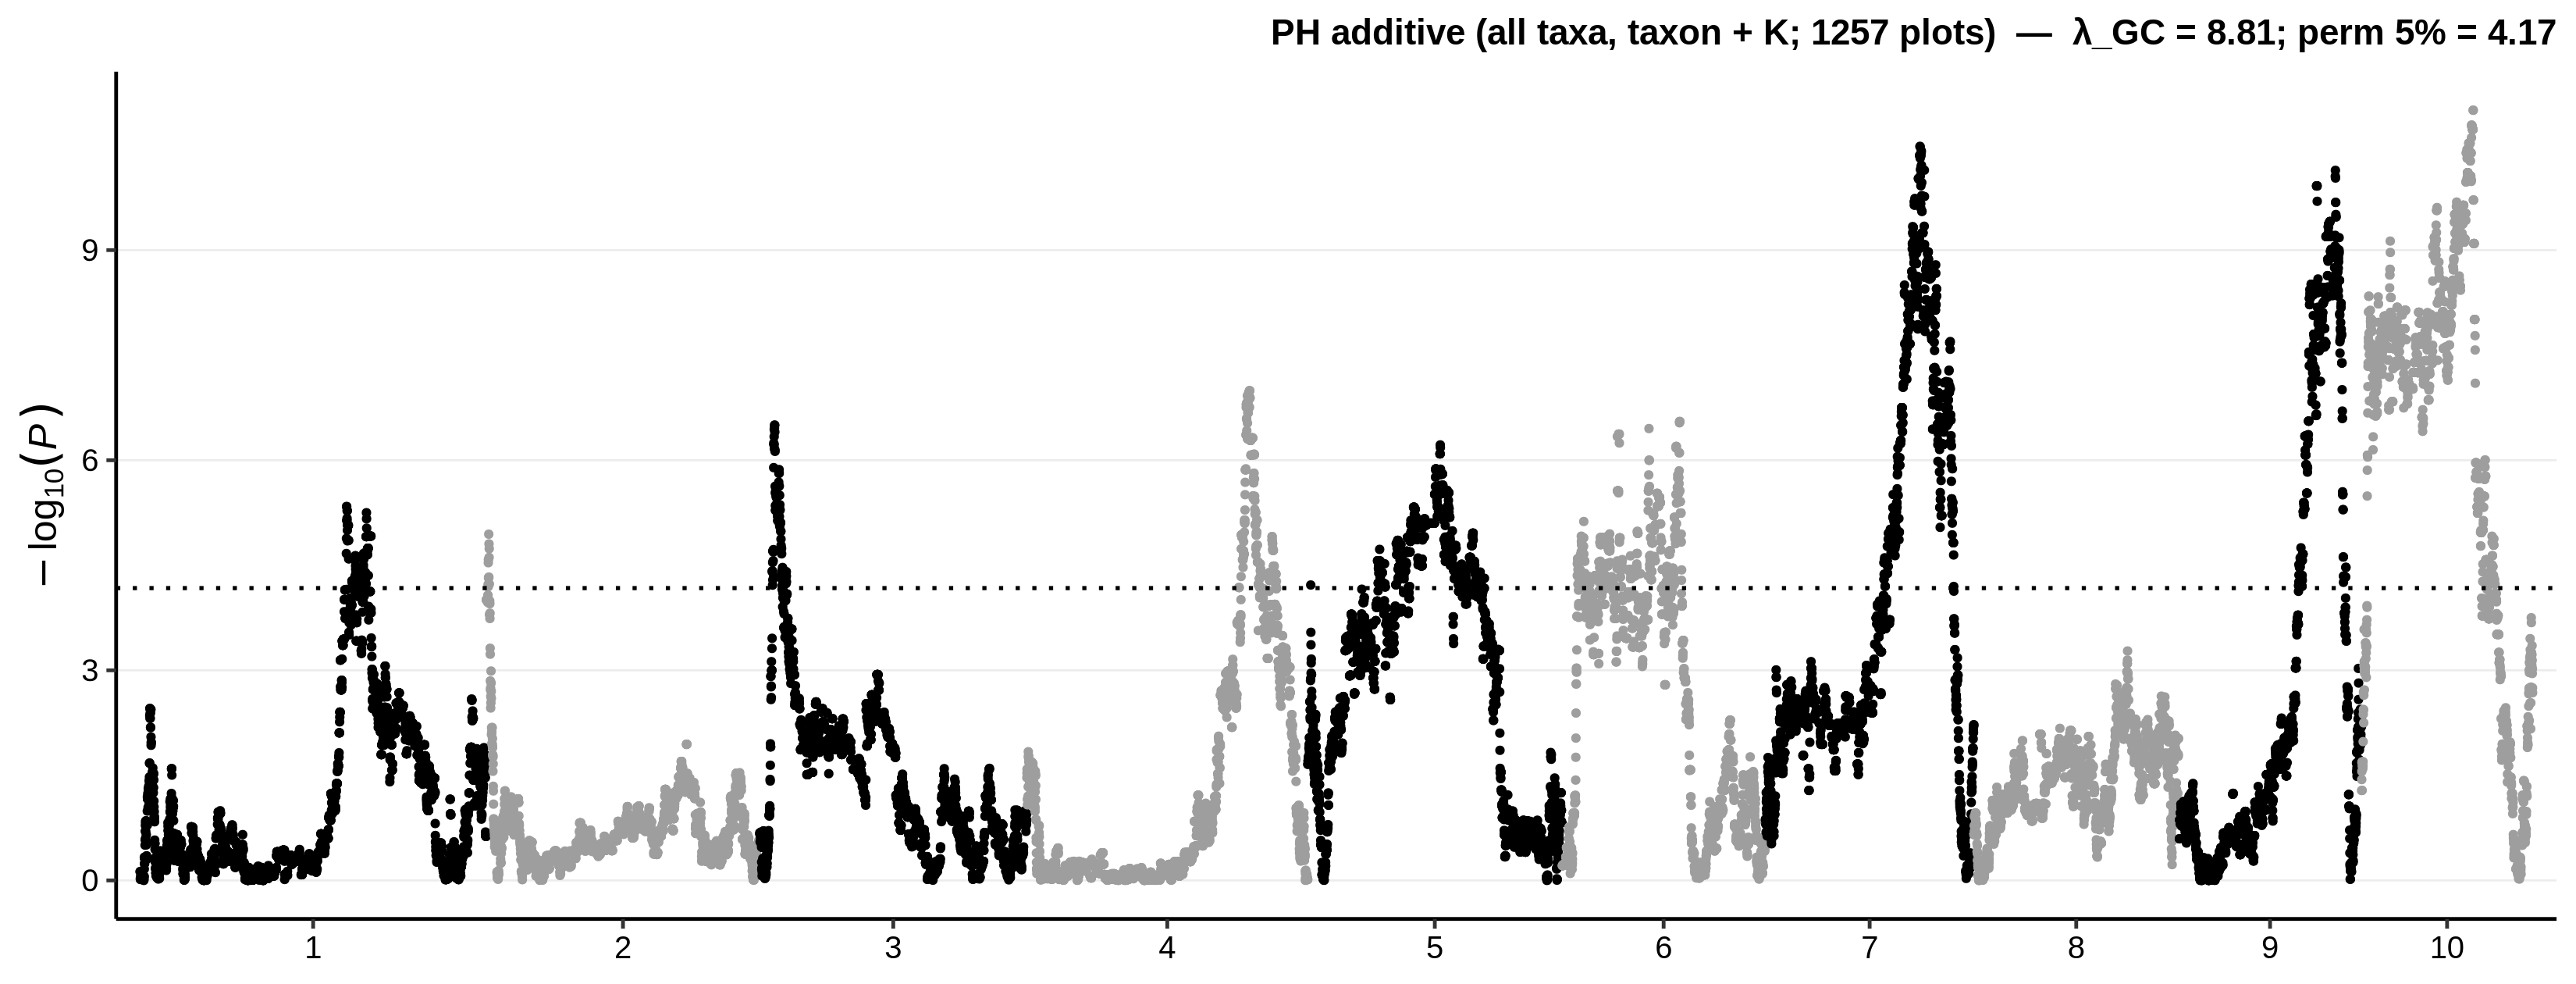 PH additive (all taxa, taxon + K; 1257 plots) — λ_GC = 8.81; perm 5% = 4.17
− log10(P)
9
6
3
0
1 2 3 4 5 6 7 8 9 10